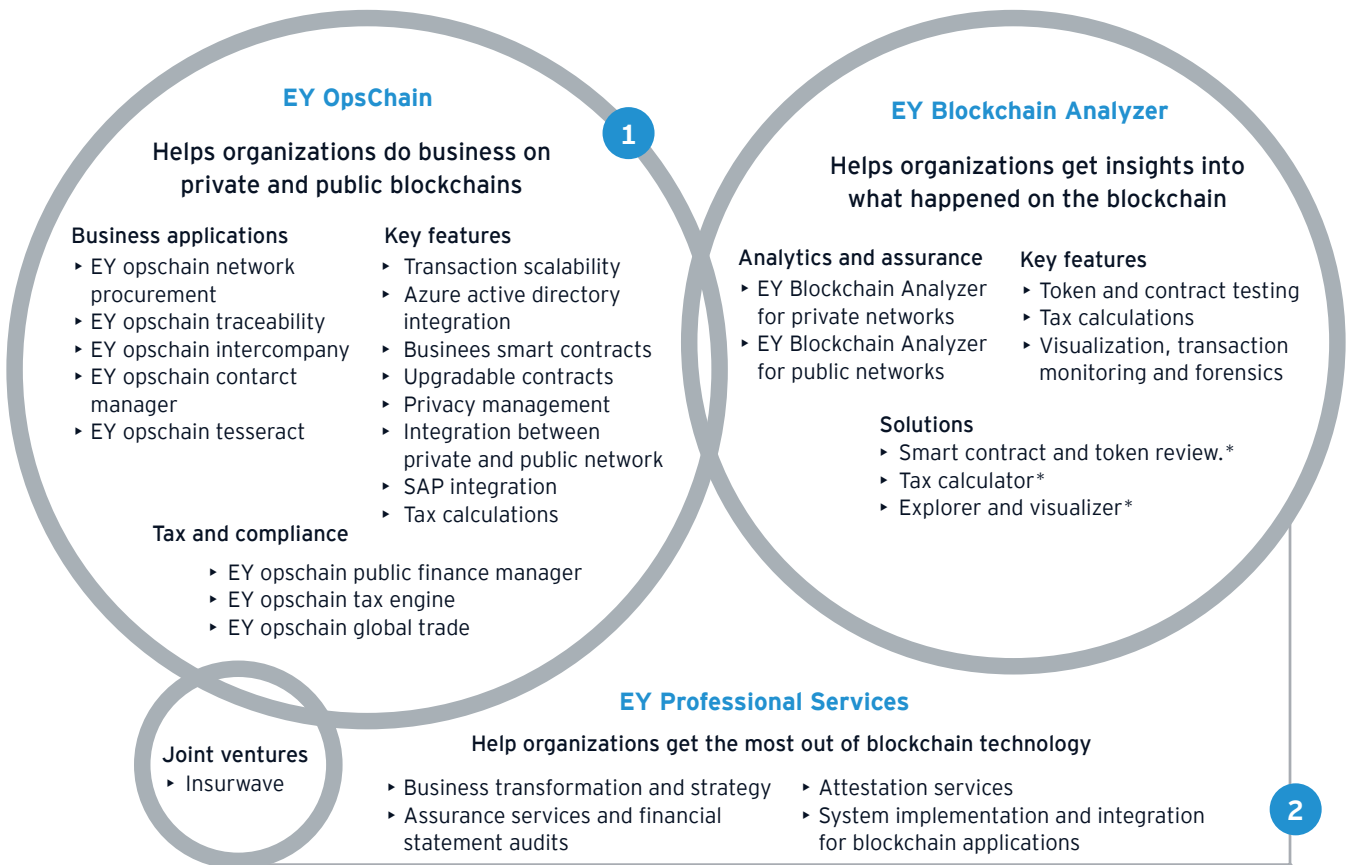 EY OpsChain
1
Helps organizations do business on
private and public blockchains
Business applications
‣ EY opschain network
procurement
‣ EY opschain traceability
‣ EY opschain intercompany
‣ EY opschain contarct
manager
‣ EY opschain tesseract
Key features
‣ Transaction scalability
‣ Azure active directory
integration
‣ Businees smart contracts
‣ Upgradable contracts
‣ Privacy management
‣ Integration between
private and public network
‣ SAP integration
‣ Tax calculations
Tax and compliance
‣ EY opschain public finance manager
‣ EY opschain tax engine
‣ EY opschain global trade
EY Blockchain Analyzer
Helps organizations get insights into
what happened on the blockchain
Analytics and assurance
‣ EY Blockchain Analyzer
for private networks
‣ EY Blockchain Analyzer
for public networks
Key features
‣ Token and contract testing
‣ Tax calculations
‣ Visualization, transaction
monitoring and forensics
Solutions
‣ Smart contract and token review.*
‣ Tax calculator*
‣ Explorer and visualizer*
Joint ventures
‣ Insurwave
EY Professional Services
Help organizations get the most out of blockchain technology
‣ Business transformation and strategy
‣ Assurance services and financial
statement audits
‣ Attestation services
‣ System implementation and integration
for blockchain applications
2